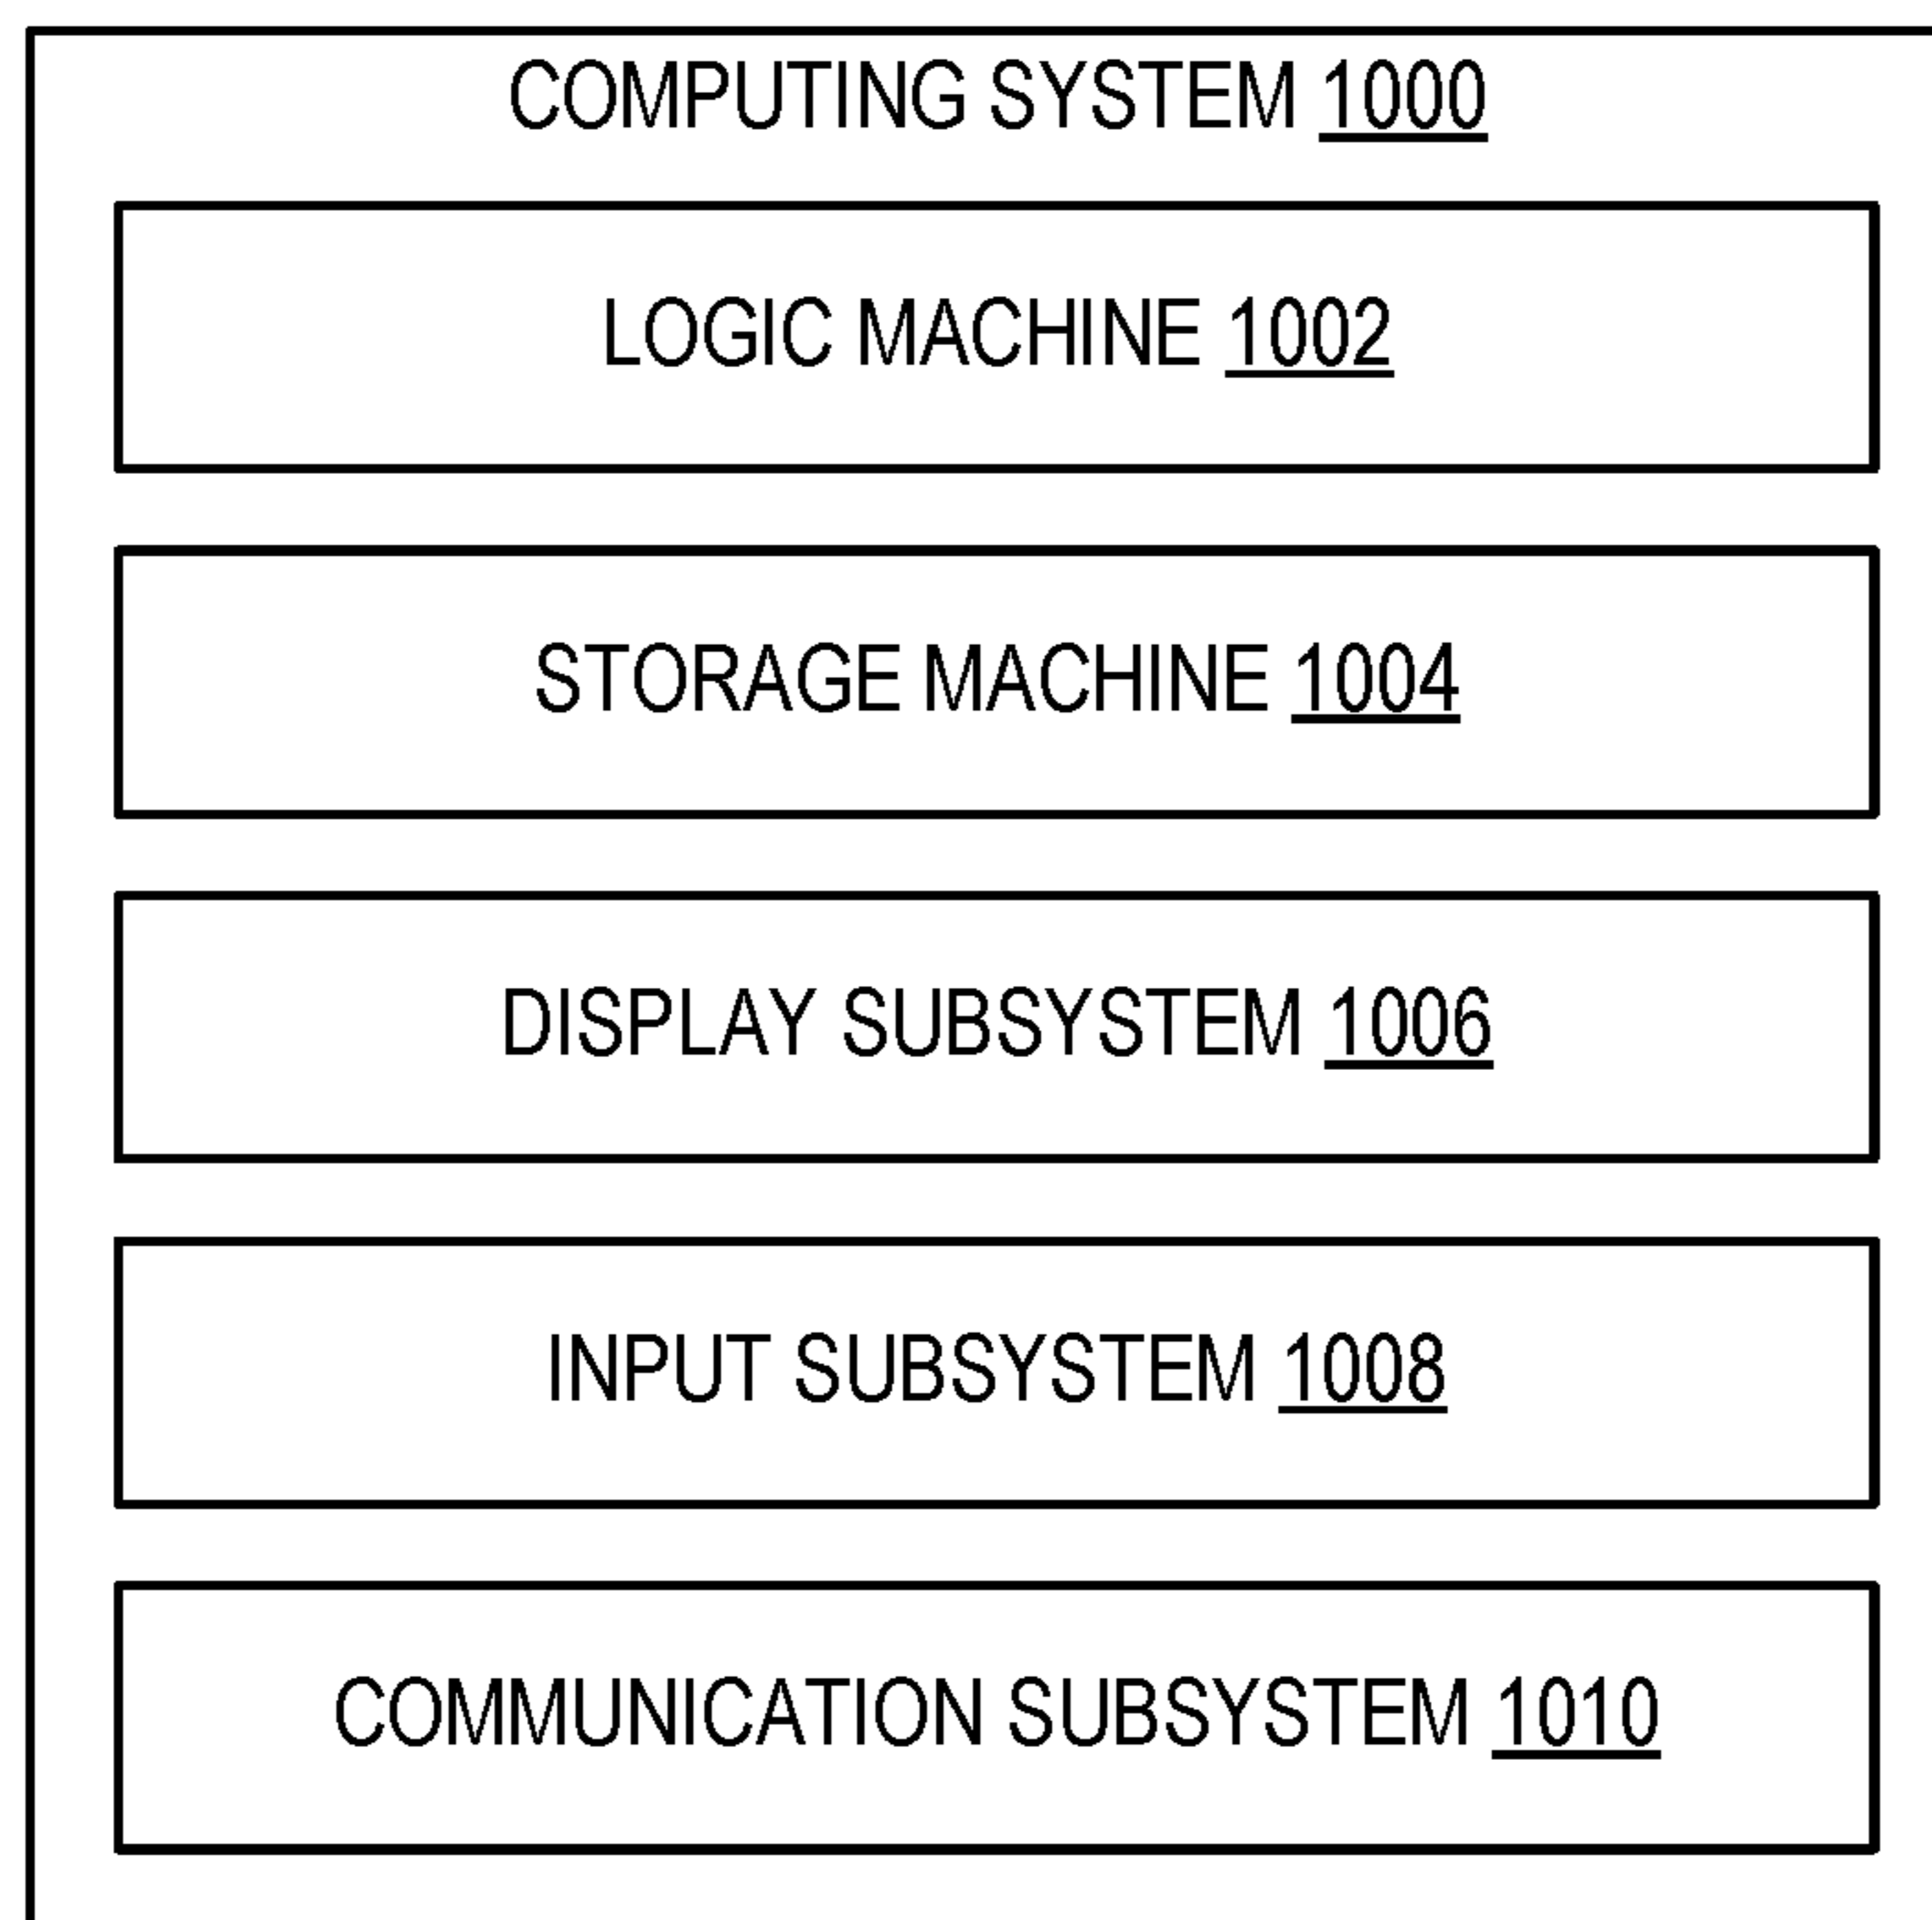 COMPUTING SYSTEM 1000
LOGIC MACHINE 1002
STORAGE MACHINE 1004
DISPLAY SUBSYSTEM 1006
INPUT SUBSYSTEM 1008
COMMUNICATION SUBSYSTEM 1010